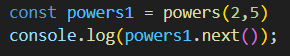 const powers1 = powers(2,5)
console.log(powers1.next());